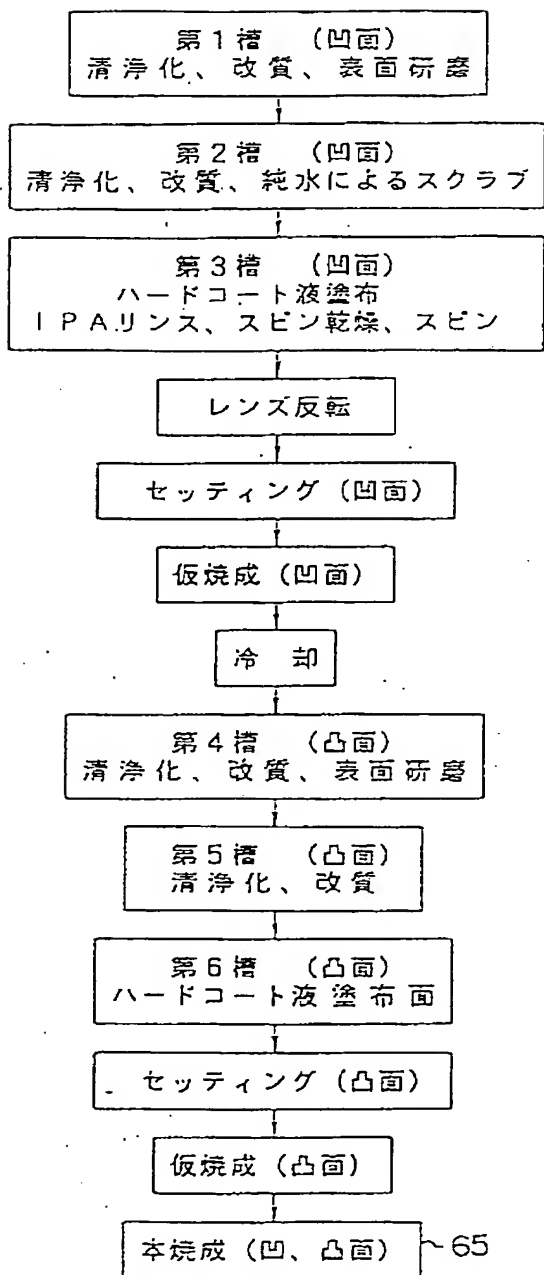 第1槽 (凹面)
清浄化、改質、表面研磨
第2槽 (凹面)
清浄化、改質、純水によるスクラブ
第3槽 (凹面)
ハードコート液塗布
IPAリンス、スピン乾燥、スピン
レンズ反転
セッティング(凹面)
仮焼成(凹面)
冷 却
第4槽 (凸面)
清浄化、改質、表面研磨
第5槽 (凸面)
清浄化、改質
第6槽 (凸面)
ハードコート液塗布面
セッティング(凸面)
仮焼成(凸面)
本焼成(凹、凸面) 65